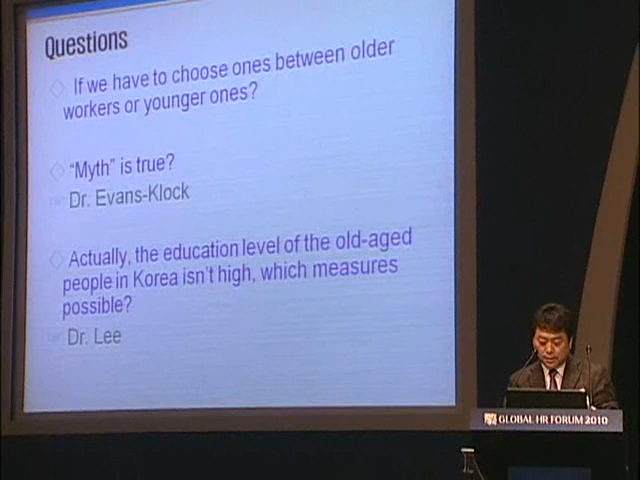 Questions
If we have to choose ones between older
workers or younger ones?
"Myth" is true?
Dr. Evans-Klock
Actually, the education level of the old-aged
people in Korea isn't high, which measures
possible?
Dr. Lee
GLOBAL HR FORUM 2010